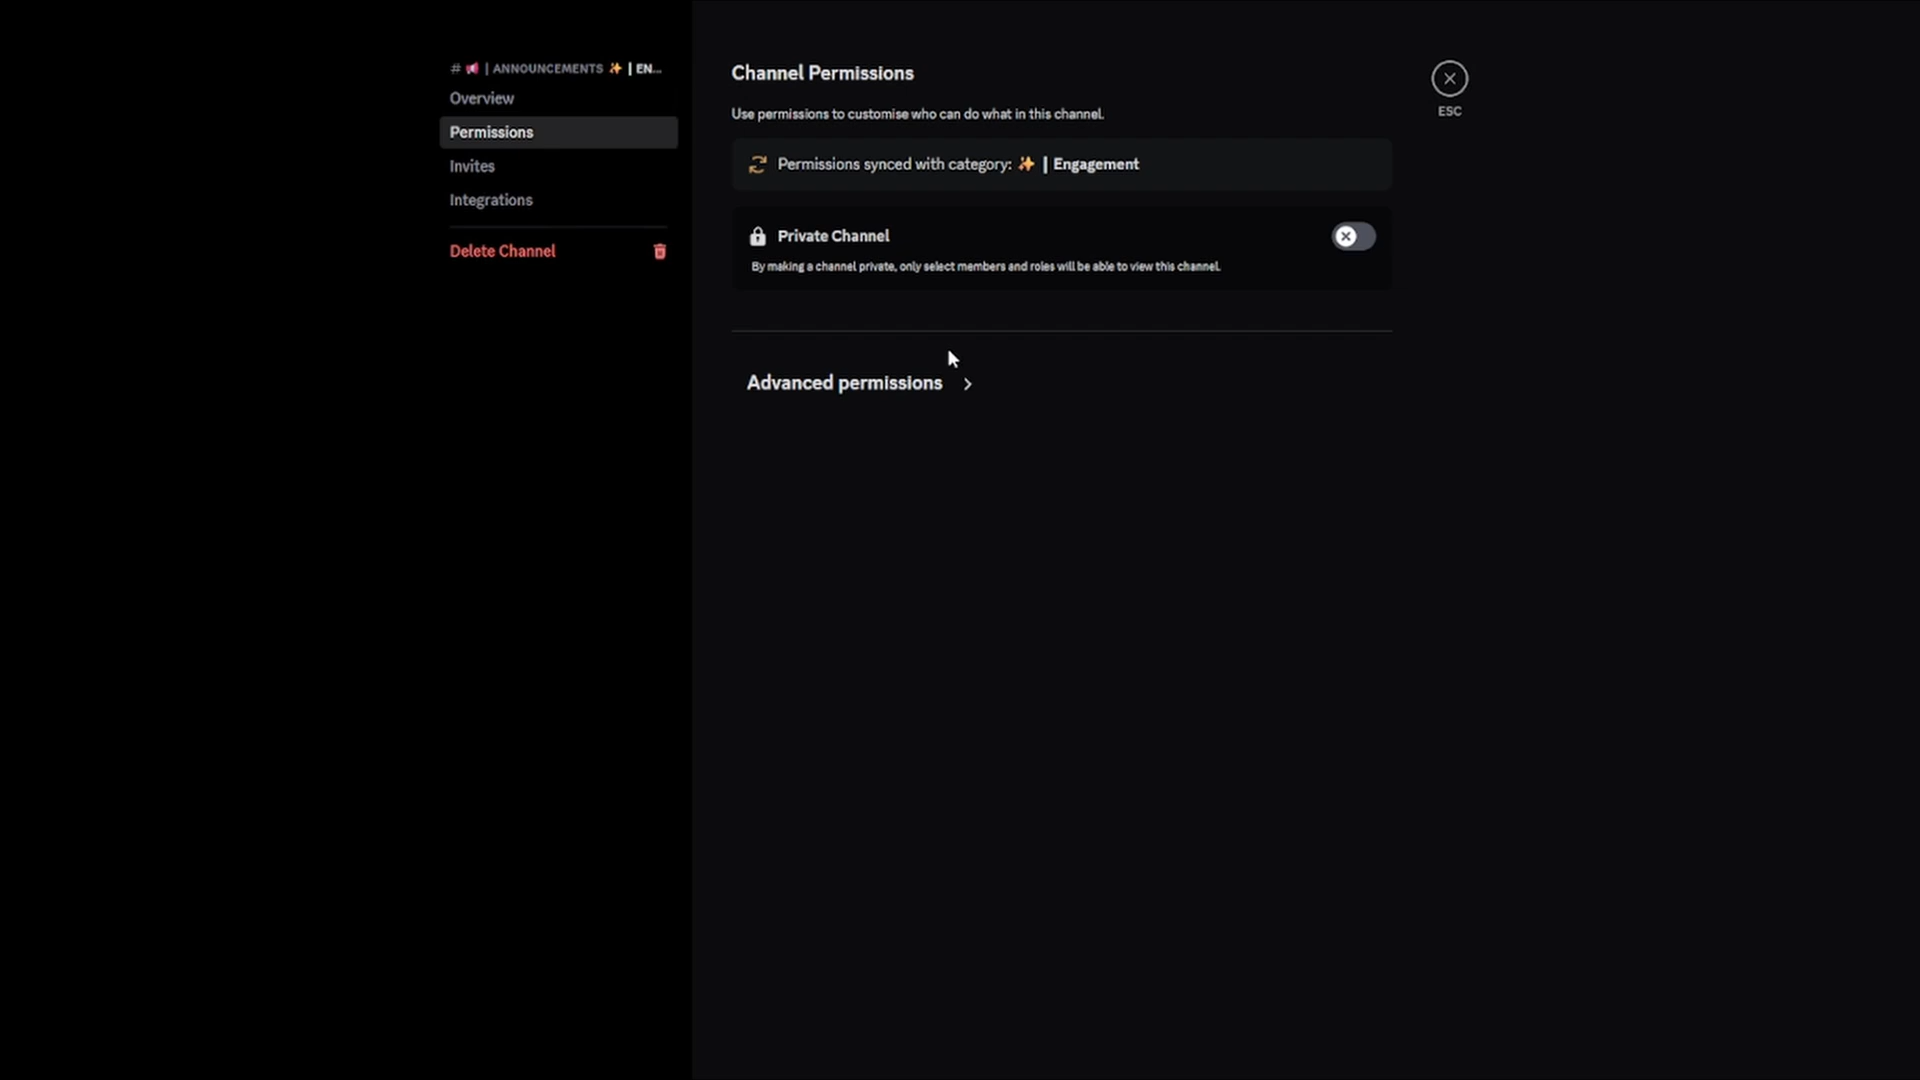 # 📢 | ANNOUNCEMENTS ✨ | EN...
Overview
Permissions
Invites
Integrations
Delete Channel
Channel Permissions
Use permissions to customise who can do what in this channel.
Permissions synced with category: ✨ | Engagement
Private Channel
By making a channel private, only select members and roles will be able to view this channel.
Advanced permissions
ESC